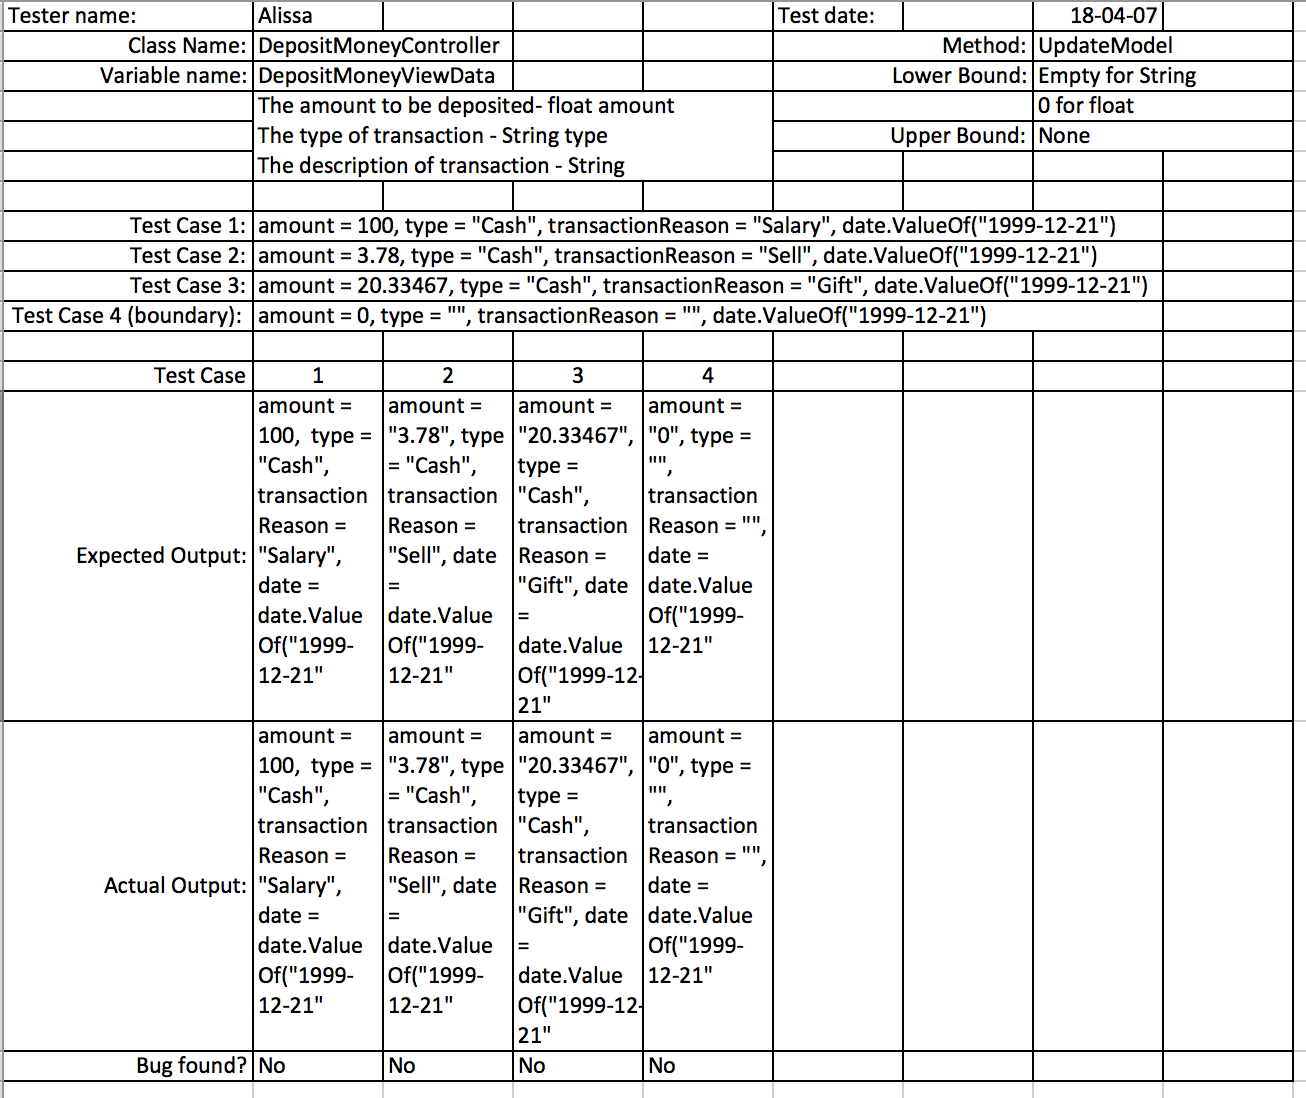 Tester name: Alissa Test date: 18-04-07
Class Name: DepositMoneyController Method: UpdateModel
Variable name: DepositMoneyViewData Lower Bound: Empty for String
The amount to be deposited- float amount 0 for float
The type of transaction - String type Upper Bound: None
The description of transaction - String
Test Case 1: amount = 100, type = "Cash", transactionReason = "Salary", date.ValueOf("1999-12-21")
Test Case 2: amount = 3.78, type = "Cash", transactionReason = "Sell", date.ValueOf("1999-12-21")
Test Case 3: amount = 20.33467, type = "Cash", transactionReason = "Gift", date.ValueOf("1999-12-21")
Test Case 4 (boundary): amount = 0, type = "", transactionReason = "", date.ValueOf("1999-12-21")
Test Case 1 2 3 4
Expected Output:
amount =
100,  type =
"Cash",
transaction
Reason =
"Salary",
date =
date.Value
Of("1999-
12-21"
amount =
"3.78", type
= "Cash",
transaction
Reason =
"Sell", date
=
date.Value
Of("1999-
12-21"
amount =
"20.33467",
type =
"Cash",
transaction
Reason =
"Gift", date
=
date.Value
Of("1999-12-
21"
amount =
"0", type =
"",
transaction
Reason = "",
date =
date.Value
Of("1999-
12-21"
Actual Output:
amount =
100,  type =
"Cash",
transaction
Reason =
"Salary",
date =
date.Value
Of("1999-
12-21"
amount =
"3.78", type
= "Cash",
transaction
Reason =
"Sell", date
=
date.Value
Of("1999-
12-21"
amount =
"20.33467",
type =
"Cash",
transaction
Reason =
"Gift", date
=
date.Value
Of("1999-12-
21"
amount =
"0", type =
"",
transaction
Reason = "",
date =
date.Value
Of("1999-
12-21"
Bug found? No No No No